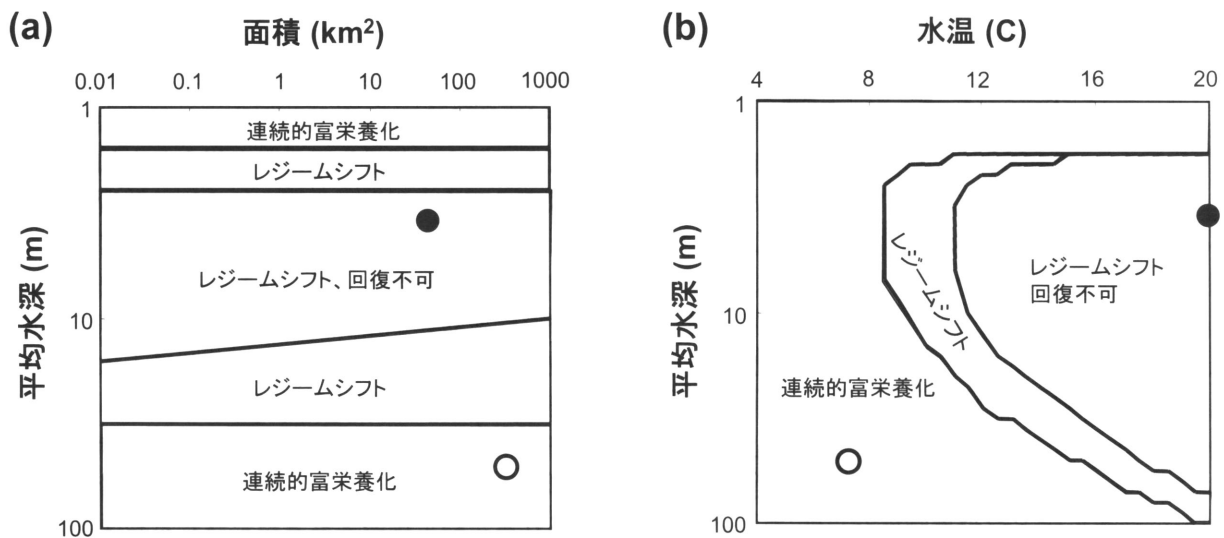 (a)
面積 (km²)
0.01 0.1 1 10 100 1000
平均水深 (m)
1
10
100
連続的富栄養化
レジームシフト
レジームシフト、回復不可
レジームシフト
連続的富栄養化
(b)
水温 (C)
4 8 12 16 20
平均水深 (m)
1
10
100
レジームシフト
レジームシフト
回復不可
連続的富栄養化